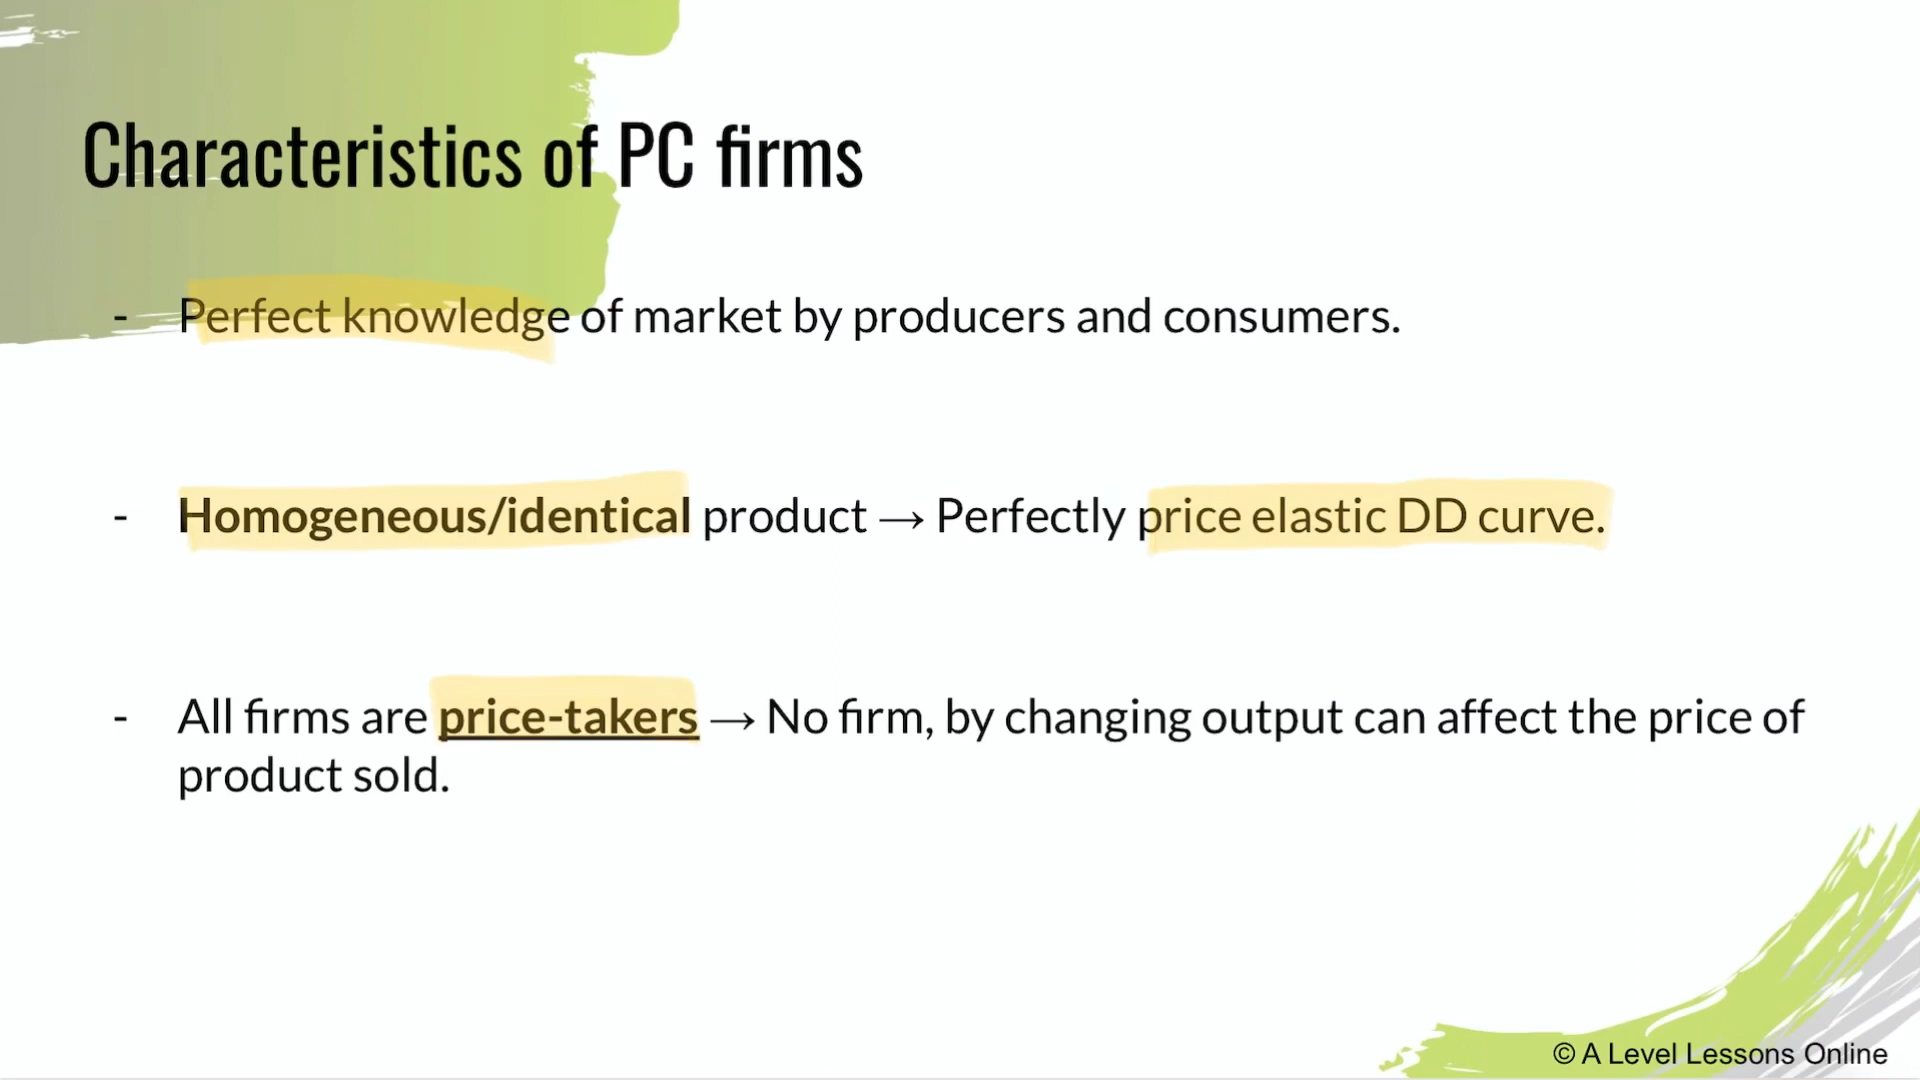 Characteristics of PC firms
- Perfect knowledge of market by producers and consumers.
- Homogeneous/identical product → Perfectly price elastic DD curve.
- All firms are price-takers → No firm, by changing output can affect the price of
product sold.
© A Level Lessons Online